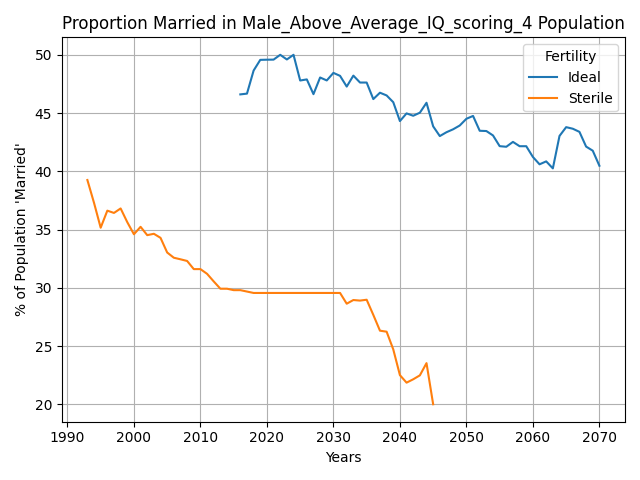 Proportion Married in Male_Above_Average_IQ_scoring_4 Population
% of Population 'Married'
50
45
40
35
30
25
20
Fertility
Ideal
Sterile
1990 2000 2010 2020 2030 2040 2050 2060 2070
Years